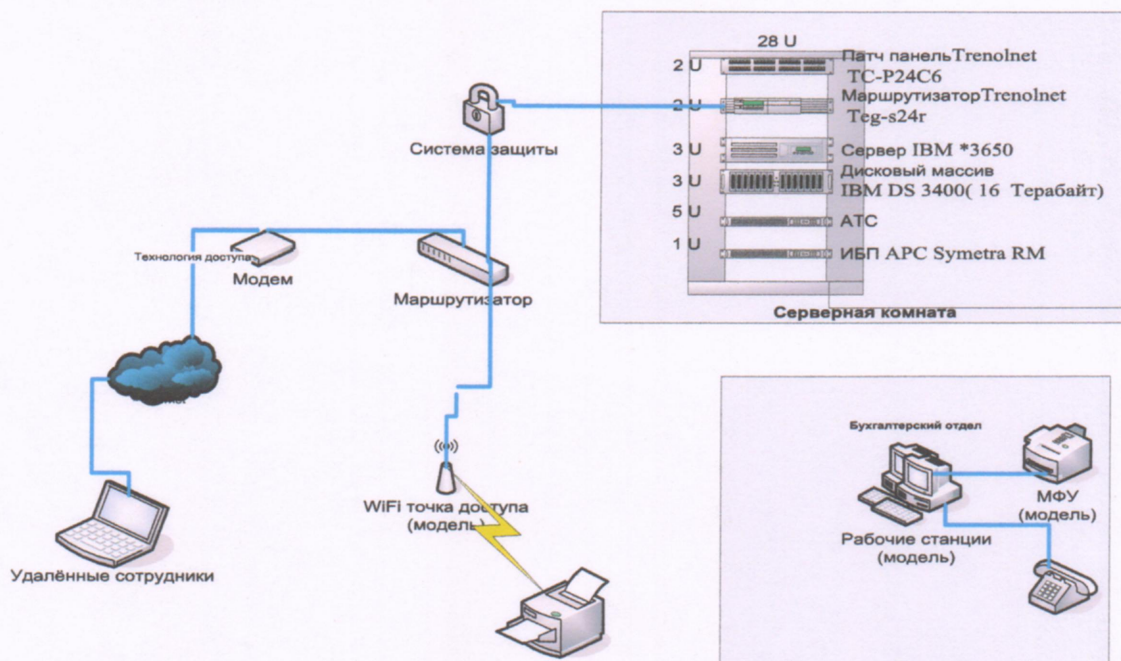 28 U
2 U
Патч панельTrenolnet
TC-P24C6
2 U
МаршрутизаторTrenolnet
Teg-s24r
3 U
Сервер IBM *3650
3 U
Дисковый массив
IBM DS 3400( 16 Терабайт)
5 U
АТС
1 U
ИБП APC Symetra RM
Серверная комната
Система защиты
Технология доступа
Модем
Маршрутизатор
WiFi точка доступа
(модель)
Удалённые сотрудники
Бухгалтерский отдел
МФУ
(модель)
Рабочие станции
(модель)